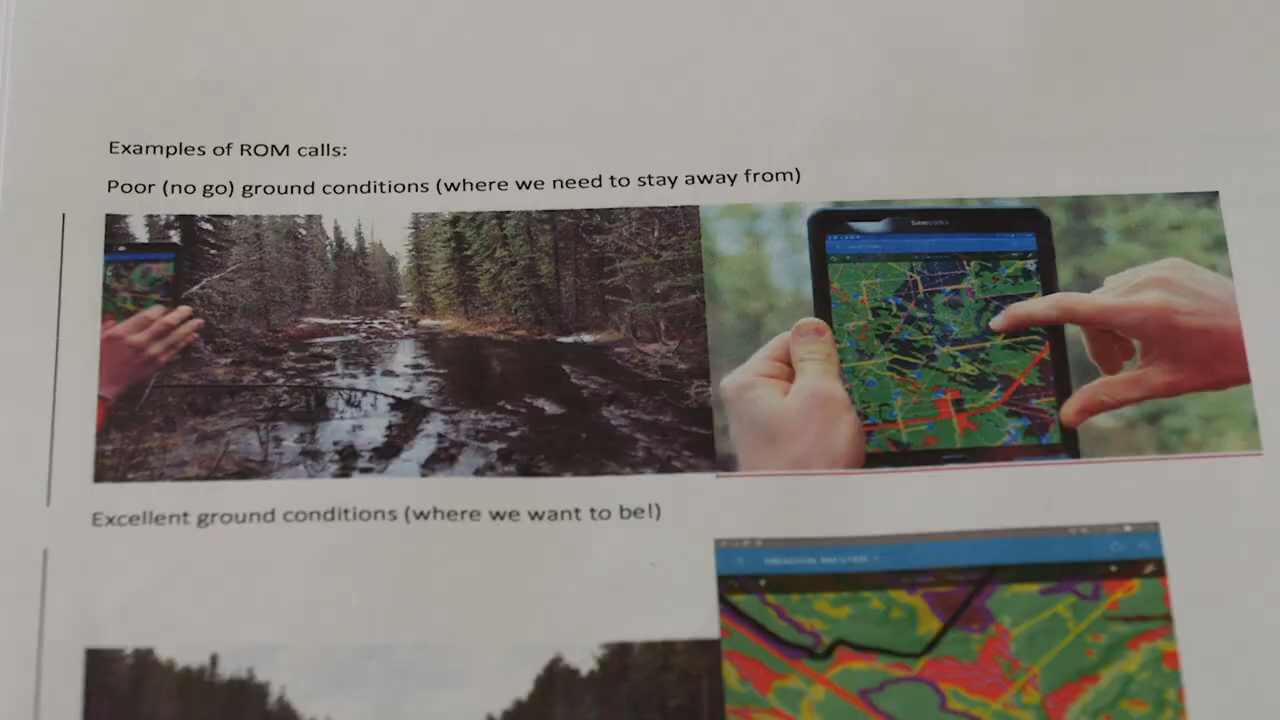 Examples of ROM calls:
Poor (no go) ground conditions (where we need to stay away from)
Excellent ground conditions (where we want to be!)